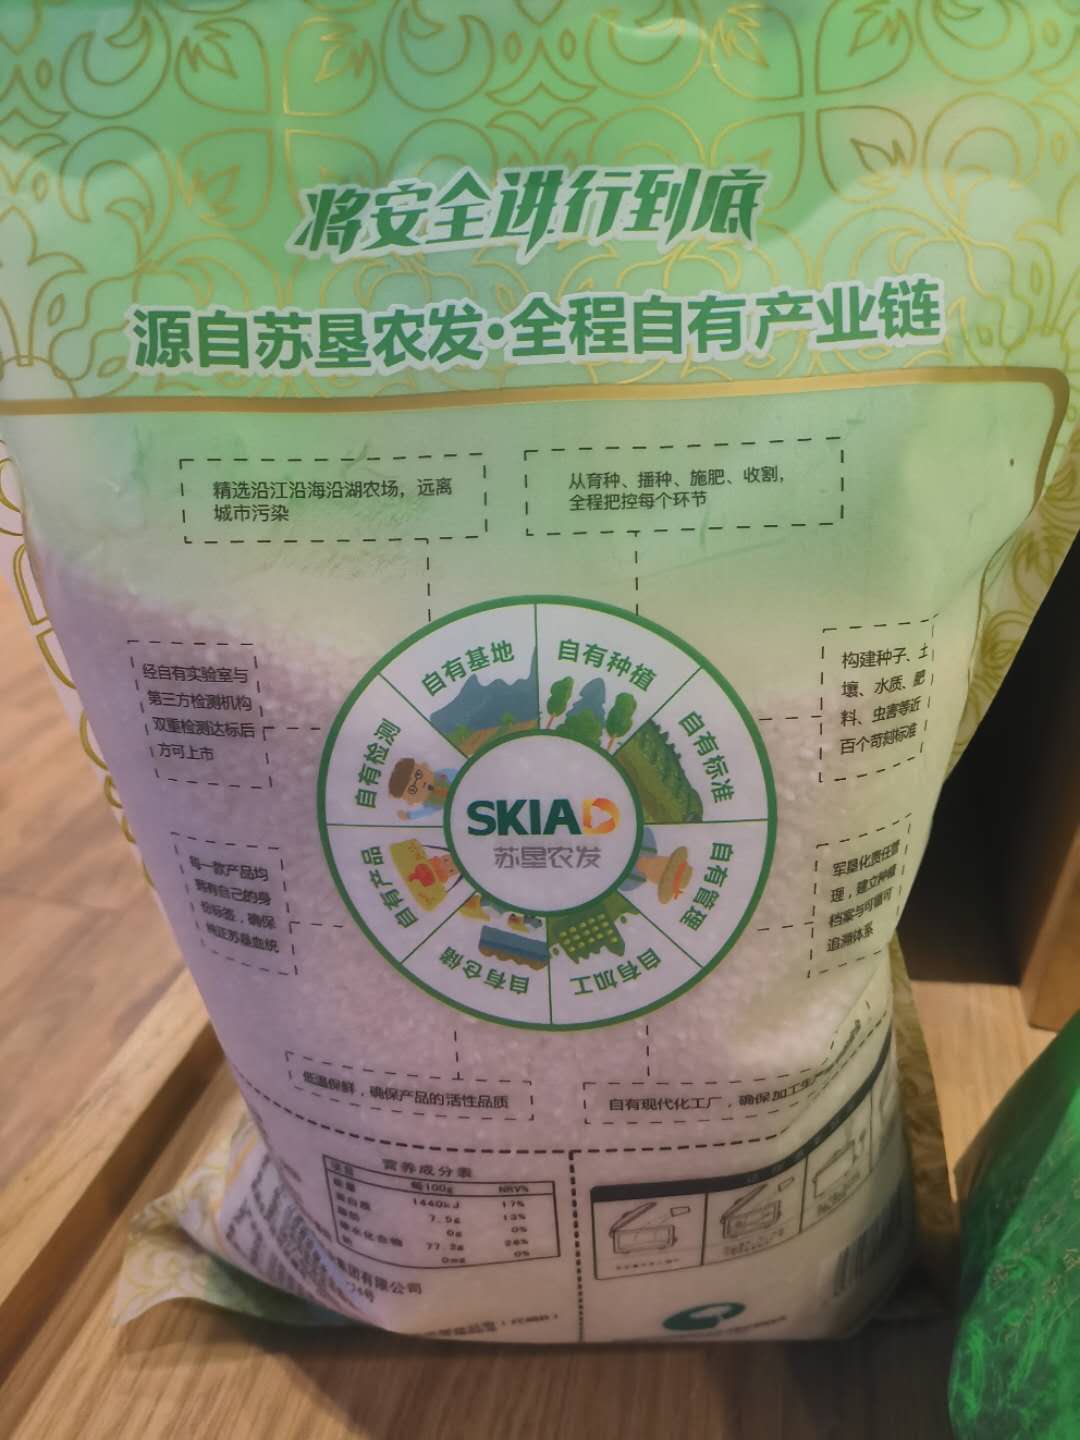 将安全进行到底
源自苏垦农发·全程自有产业链
精选沿江沿海沿湖农场，远离
城市污染
从育种、播种、施肥、收割，
全程把控每个环节
经自有实验室与
第三方检测机构
双重检测达标后
方可上市
构建种子、土
壤、水质、肥
料、虫害等近
百个苛刻标准
自有基地
自有种植
自有标准
自有管理
自有加工
自有仓储
自有产品
自有检测
SKIAD
苏垦农发
每一款产品均
拥有自己的身
份标签，确保
纯正苏垦血统
军垦化责任管
理，建立种植
档案与可循可
追溯体系
低温保鲜，确保产品的活性品质
自有现代化工厂，确保加工生产
营养成分表
项目 每100g NRV%
能量 1440kJ 17%
蛋白质 7.5g 13%
脂肪 0g 0%
碳水化合物 77.3g 26%
钠 0mg 0%
集团有限公司